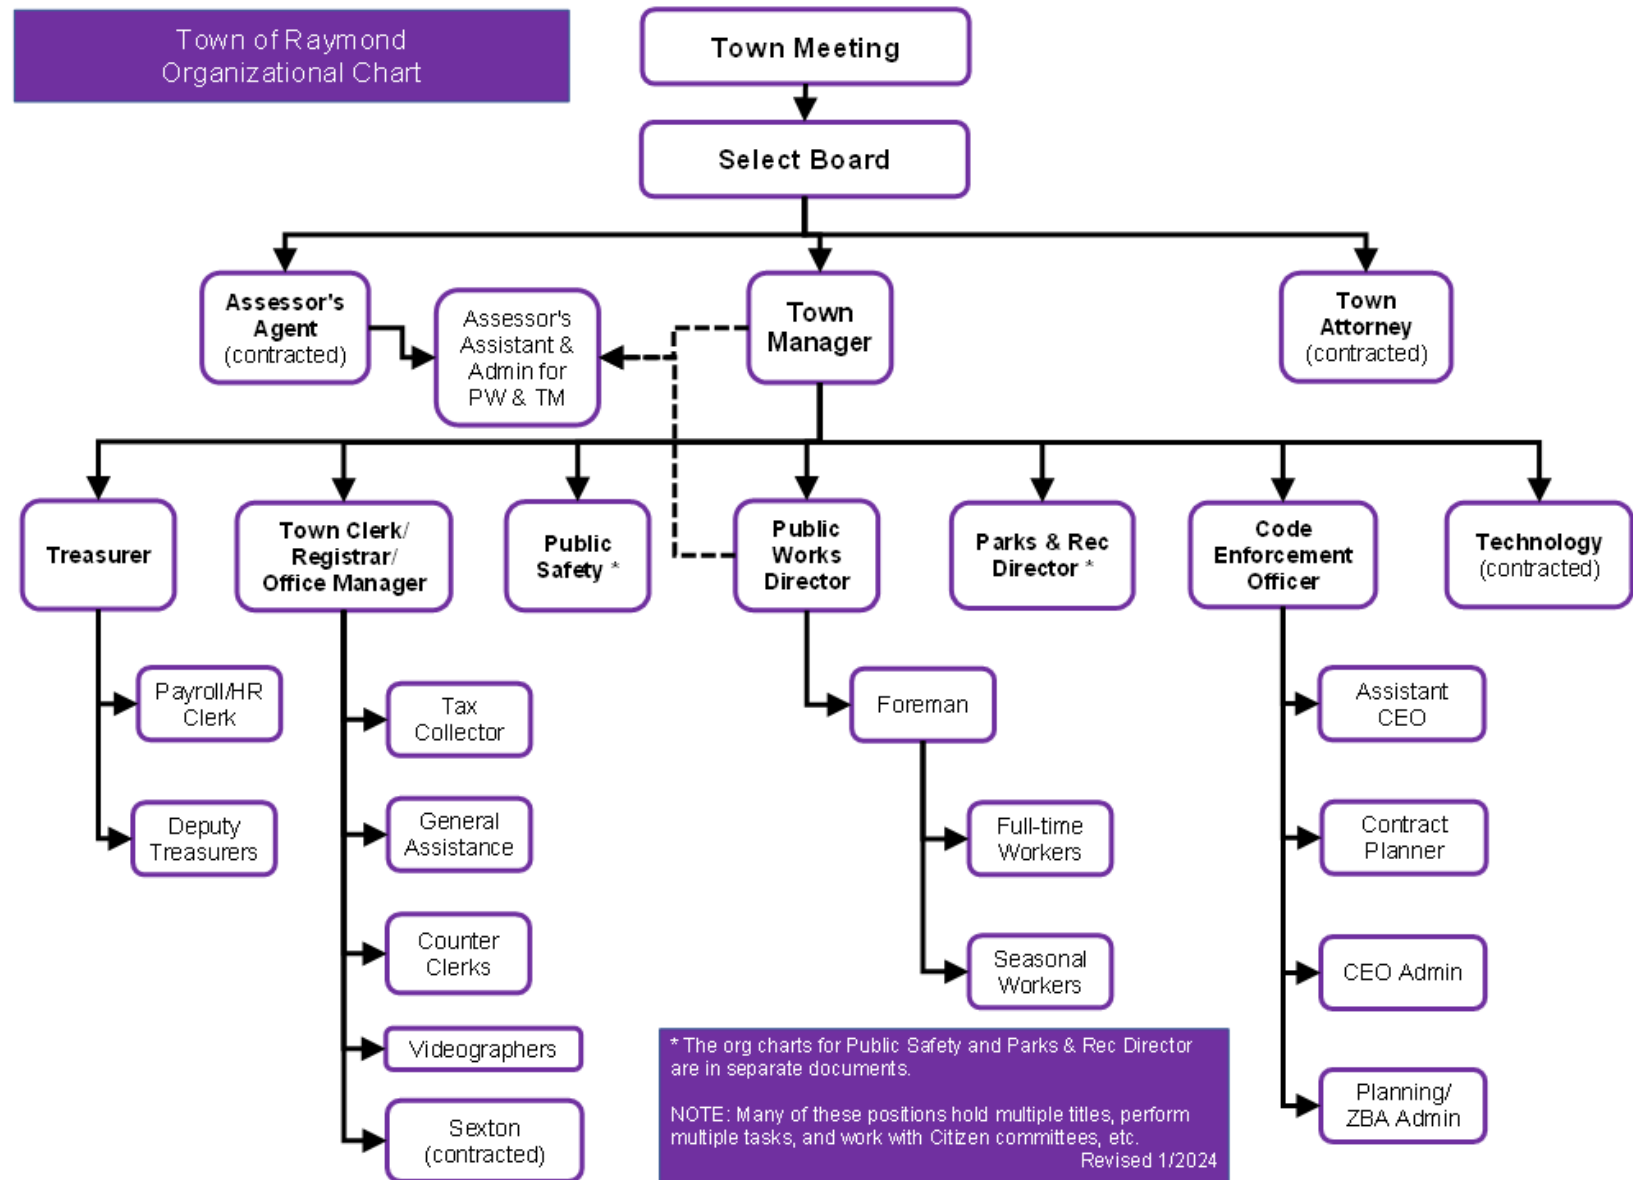 Town of Raymond
Organizational Chart
Town Meeting
Select Board
Assessor's
Agent
(contracted)
Assessor's
Assistant &
Admin for
PW & TM
Town
Manager
Town
Attorney
(contracted)
Treasurer
Town Clerk/
Registrar/
Office Manager
Public
Safety *
Public
Works
Director
Parks & Rec
Director *
Code
Enforcement
Officer
Technology
(contracted)
Payroll/HR
Clerk
Deputy
Treasurers
Tax
Collector
General
Assistance
Counter
Clerks
Videographers
Sexton
(contracted)
Foreman
Full-time
Workers
Seasonal
Workers
Assistant
CEO
Contract
Planner
CEO Admin
Planning/
ZBA Admin
* The org charts for Public Safety and Parks & Rec Director
are in separate documents.
NOTE: Many of these positions hold multiple titles, perform
multiple tasks, and work with Citizen committees, etc.
Revised 1/2024